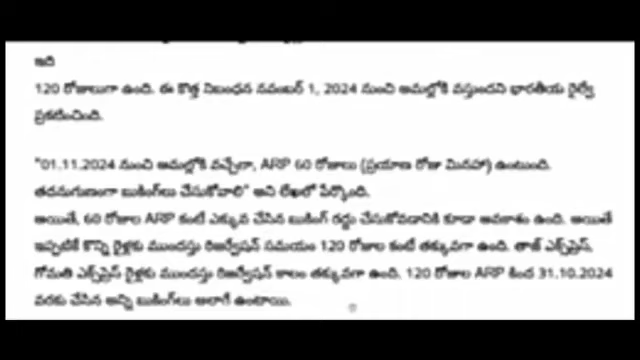 ఇది
120 రోజులుగా ఉంది. ఈ కొత్త నిబంధన నవంబర్ 1, 2024 నుంచి అమల్లోకి వస్తుందని భారతీయ రైల్వే
ప్రకటించింది.
"01.11.2024 నుంచి అమల్లోకి వచ్చేలా, ARP 60 రోజులు (ప్రయాణ రోజు మినహా) ఉంటుంది.
తదనుగుణంగా బుకింగ్‌లు చేసుకోవాలి" అని లేఖలో పేర్కొంది.
అయితే, 60 రోజుల ARP కంటే ఎక్కువ చేసిన బుకింగ్ రద్దు చేసుకోవడానికి కూడా అవకాశం ఉంది. అయితే
ఇప్పటికే కొన్ని రైళ్లకు ముందస్తు రిజర్వేషన్ సమయం 120 రోజుల కంటే తక్కువగా ఉంది. తాజ్ ఎక్స్‌ప్రెస్,
గోమతి ఎక్స్‌ప్రెస్ రైళ్లకు ముందస్తు రిజర్వేషన్ కాలం తక్కువగా ఉంది. 120 రోజుల ARP కింద 31.10.2024
వరకు చేసిన అన్ని బుకింగ్‌లు అలాగే ఉంటాయి.